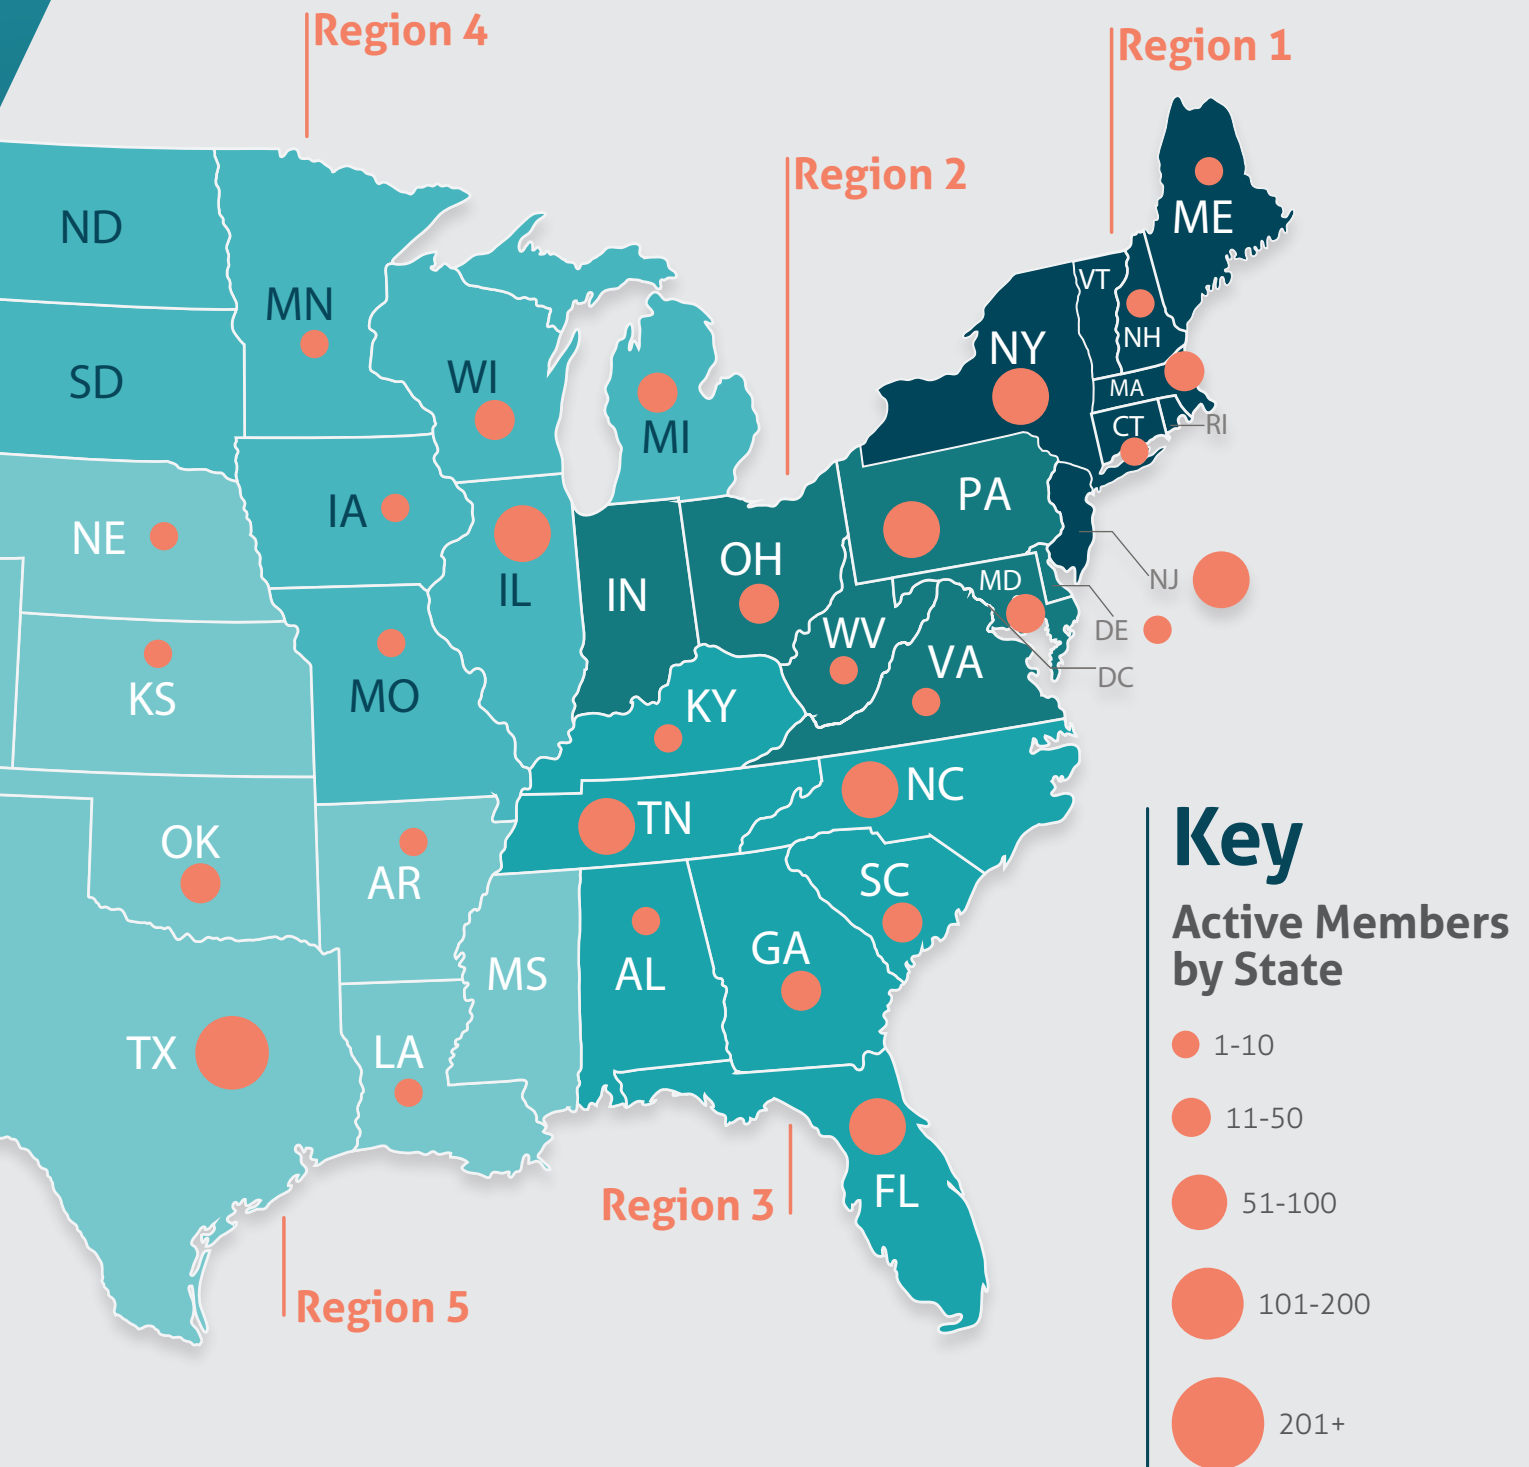 Region 4
Region 1
Region 2
ME
ND
VT
MN
NH
NY
WI
SD
MA
MI
CT
RI
PA
IA
NE
OH
MD
NJ
IL
IN
DE
WV
VA
DC
KS
MO
KY
NC
TN
OK
AR
SC
GA
MS
AL
TX
LA
FL
Region 3
Region 5
Key
Active Members
by State
1-10
11-50
51-100
101-200
201+